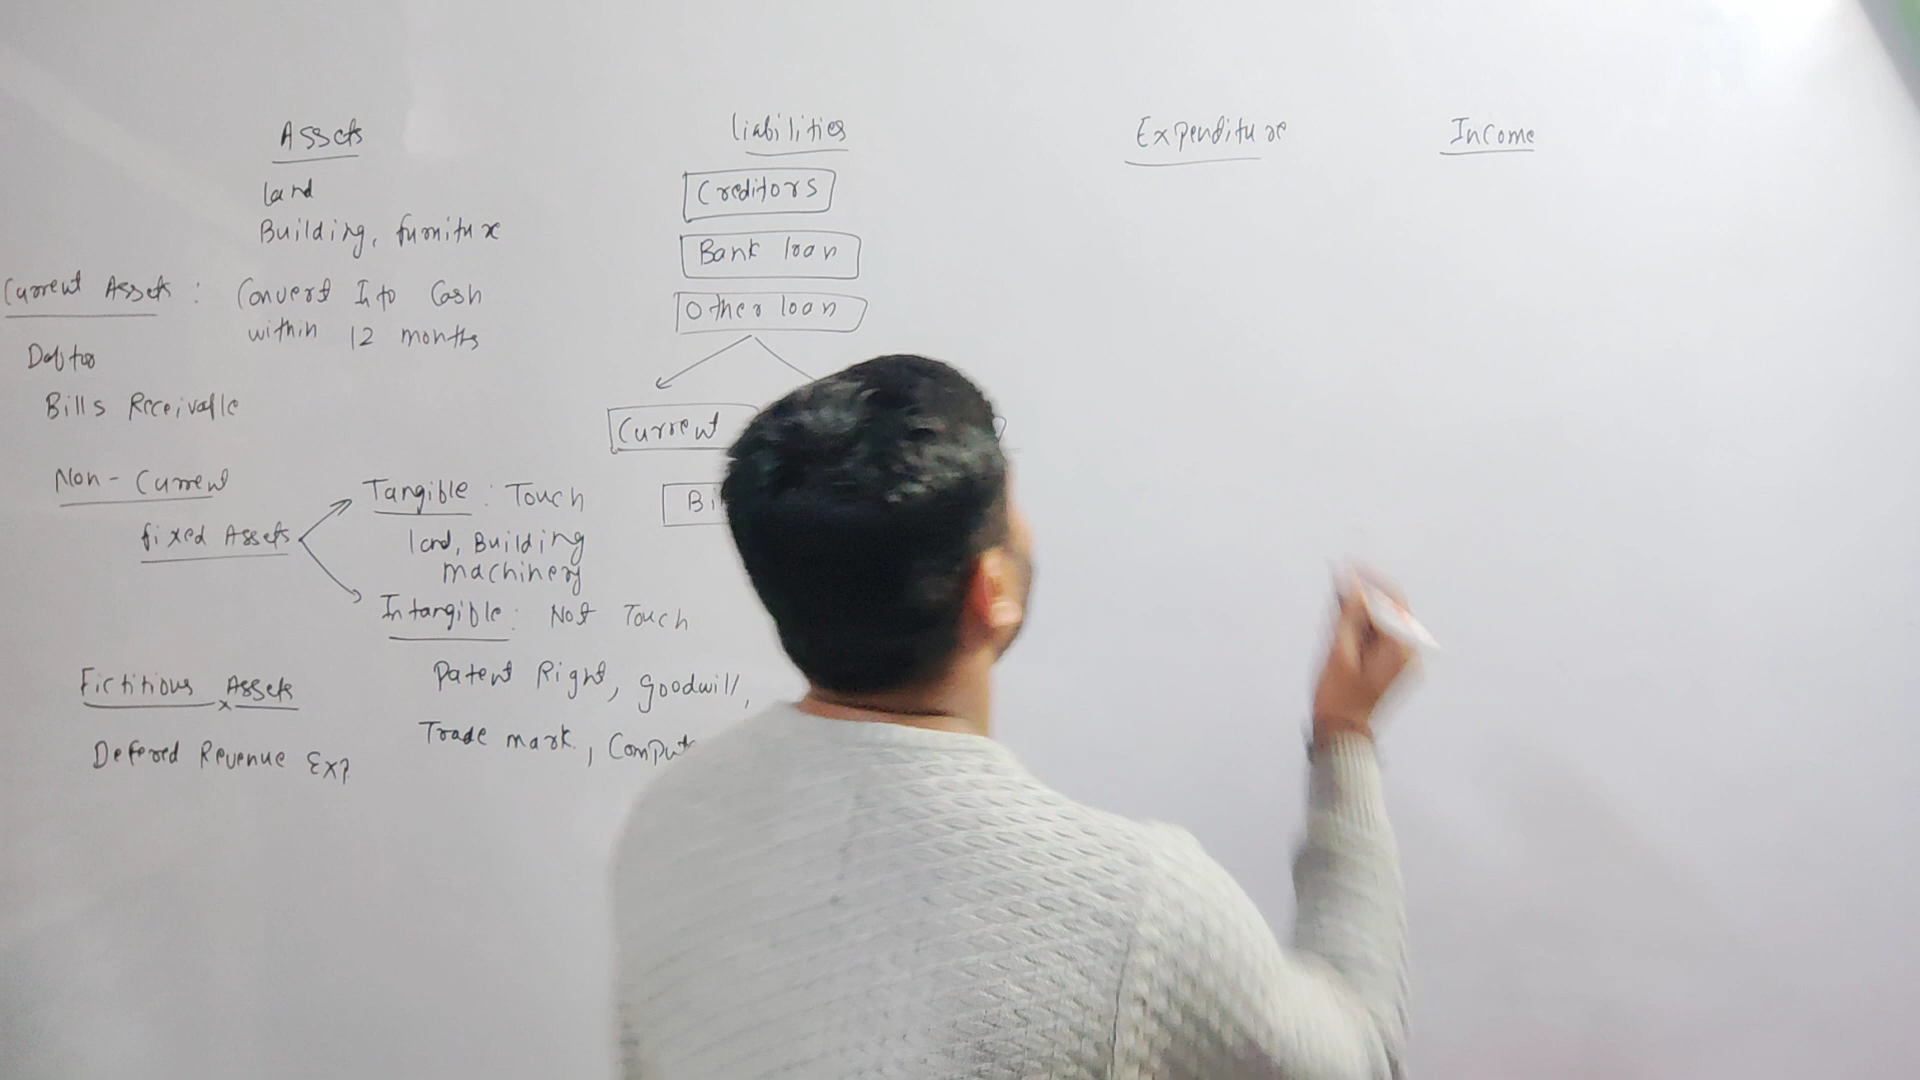 Assets
Land
Building, furniture
Current Assets : Convert Into Cash
within 12 months
Bills Receivable
Non - Current
fixed Assets
Tangible : Touch
land, Building
machinery
Intangible : Not Touch
Patent Right, goodwill,
Trade mark,
Fictitious Assets
x
Revenue Exp
Liabilities
Creditors
Bank loan
Other loan
Current
Expenditure
Income